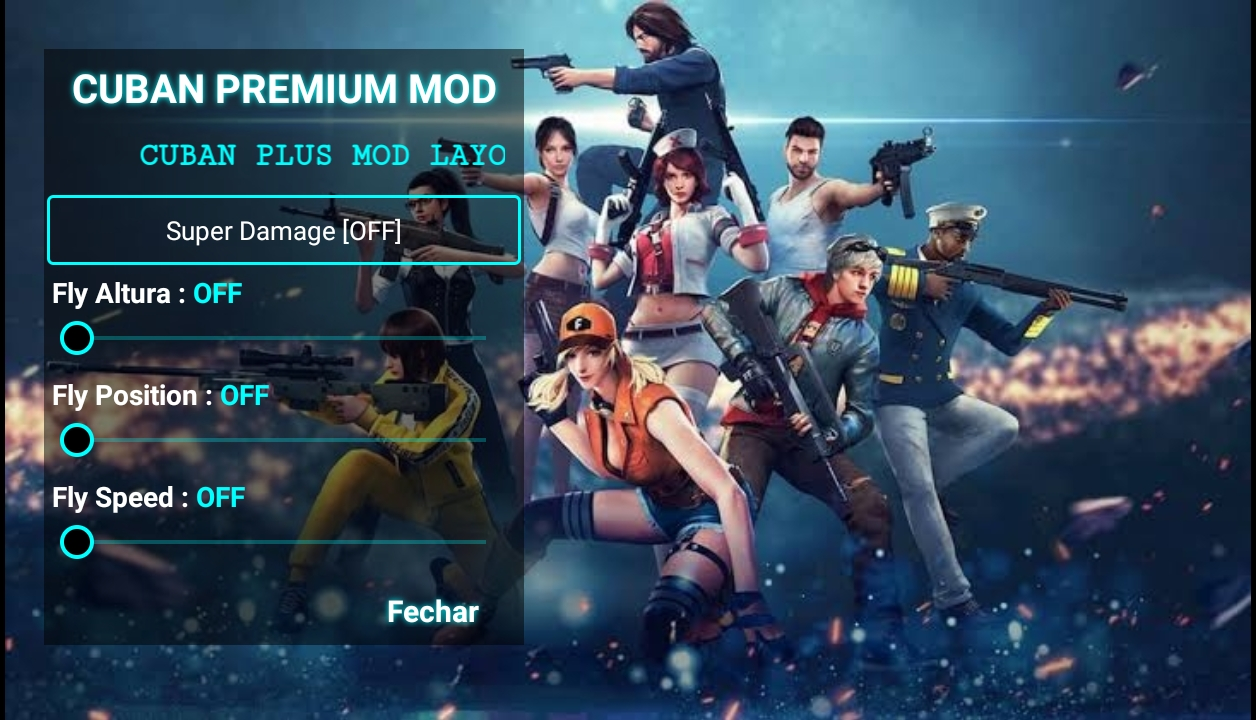 CUBAN PREMIUM MOD
CUBAN PLUS MOD LAYO
Super Damage [OFF]
Fly Altura : OFF
Fly Position : OFF
Fly Speed : OFF
Fechar